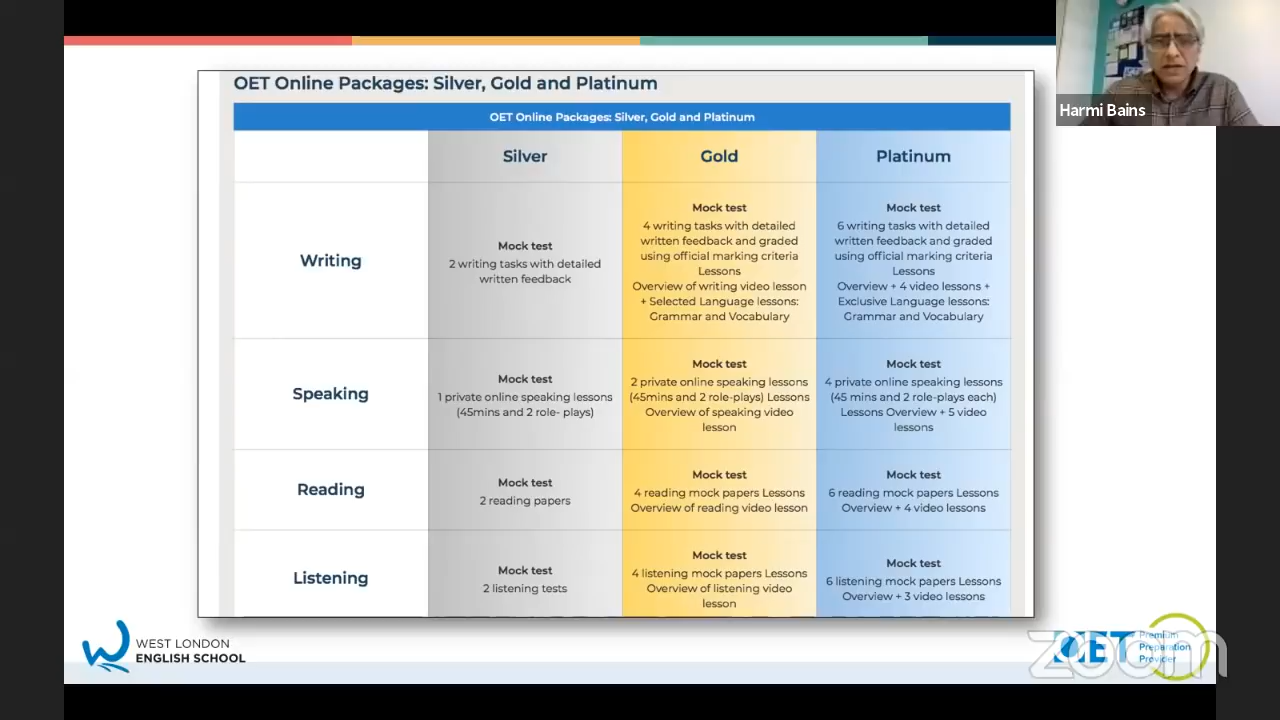 OET Online Packages: Silver, Gold and Platinum
OET Online Packages: Silver, Gold and Platinum
Silver
Gold
Platinum
Writing
Mock test
2 writing tasks with detailed
written feedback
Mock test
4 writing tasks with detailed
written feedback and graded
using official marking criteria
Lessons
Overview of writing video lesson
+ Selected Language lessons:
Grammar and Vocabulary
Mock test
6 writing tasks with detailed
written feedback and graded
using official marking criteria
Lessons
Overview + 4 video lessons +
Exclusive Language lessons:
Grammar and Vocabulary
Speaking
Mock test
1 private online speaking lessons
(45mins and 2 role- plays)
Mock test
2 private online speaking lessons
(45mins and 2 role-plays) Lessons
Overview of speaking video
lesson
Mock test
4 private online speaking lessons
(45 mins and 2 role-plays each)
Lessons Overview + 5 video
lessons
Reading
Mock test
2 reading papers
Mock test
4 reading mock papers Lessons
Overview of reading video lesson
Mock test
6 reading mock papers Lessons
Overview + 4 video lessons
Listening
Mock test
2 listening tests
Mock test
4 listening mock papers Lessons
Overview of listening video
lesson
Mock test
6 listening mock papers Lessons
Overview + 3 video lessons
Harmi Bains
WEST LONDON
ENGLISH SCHOOL
OET
Premium
Preparation
Provider
zoom